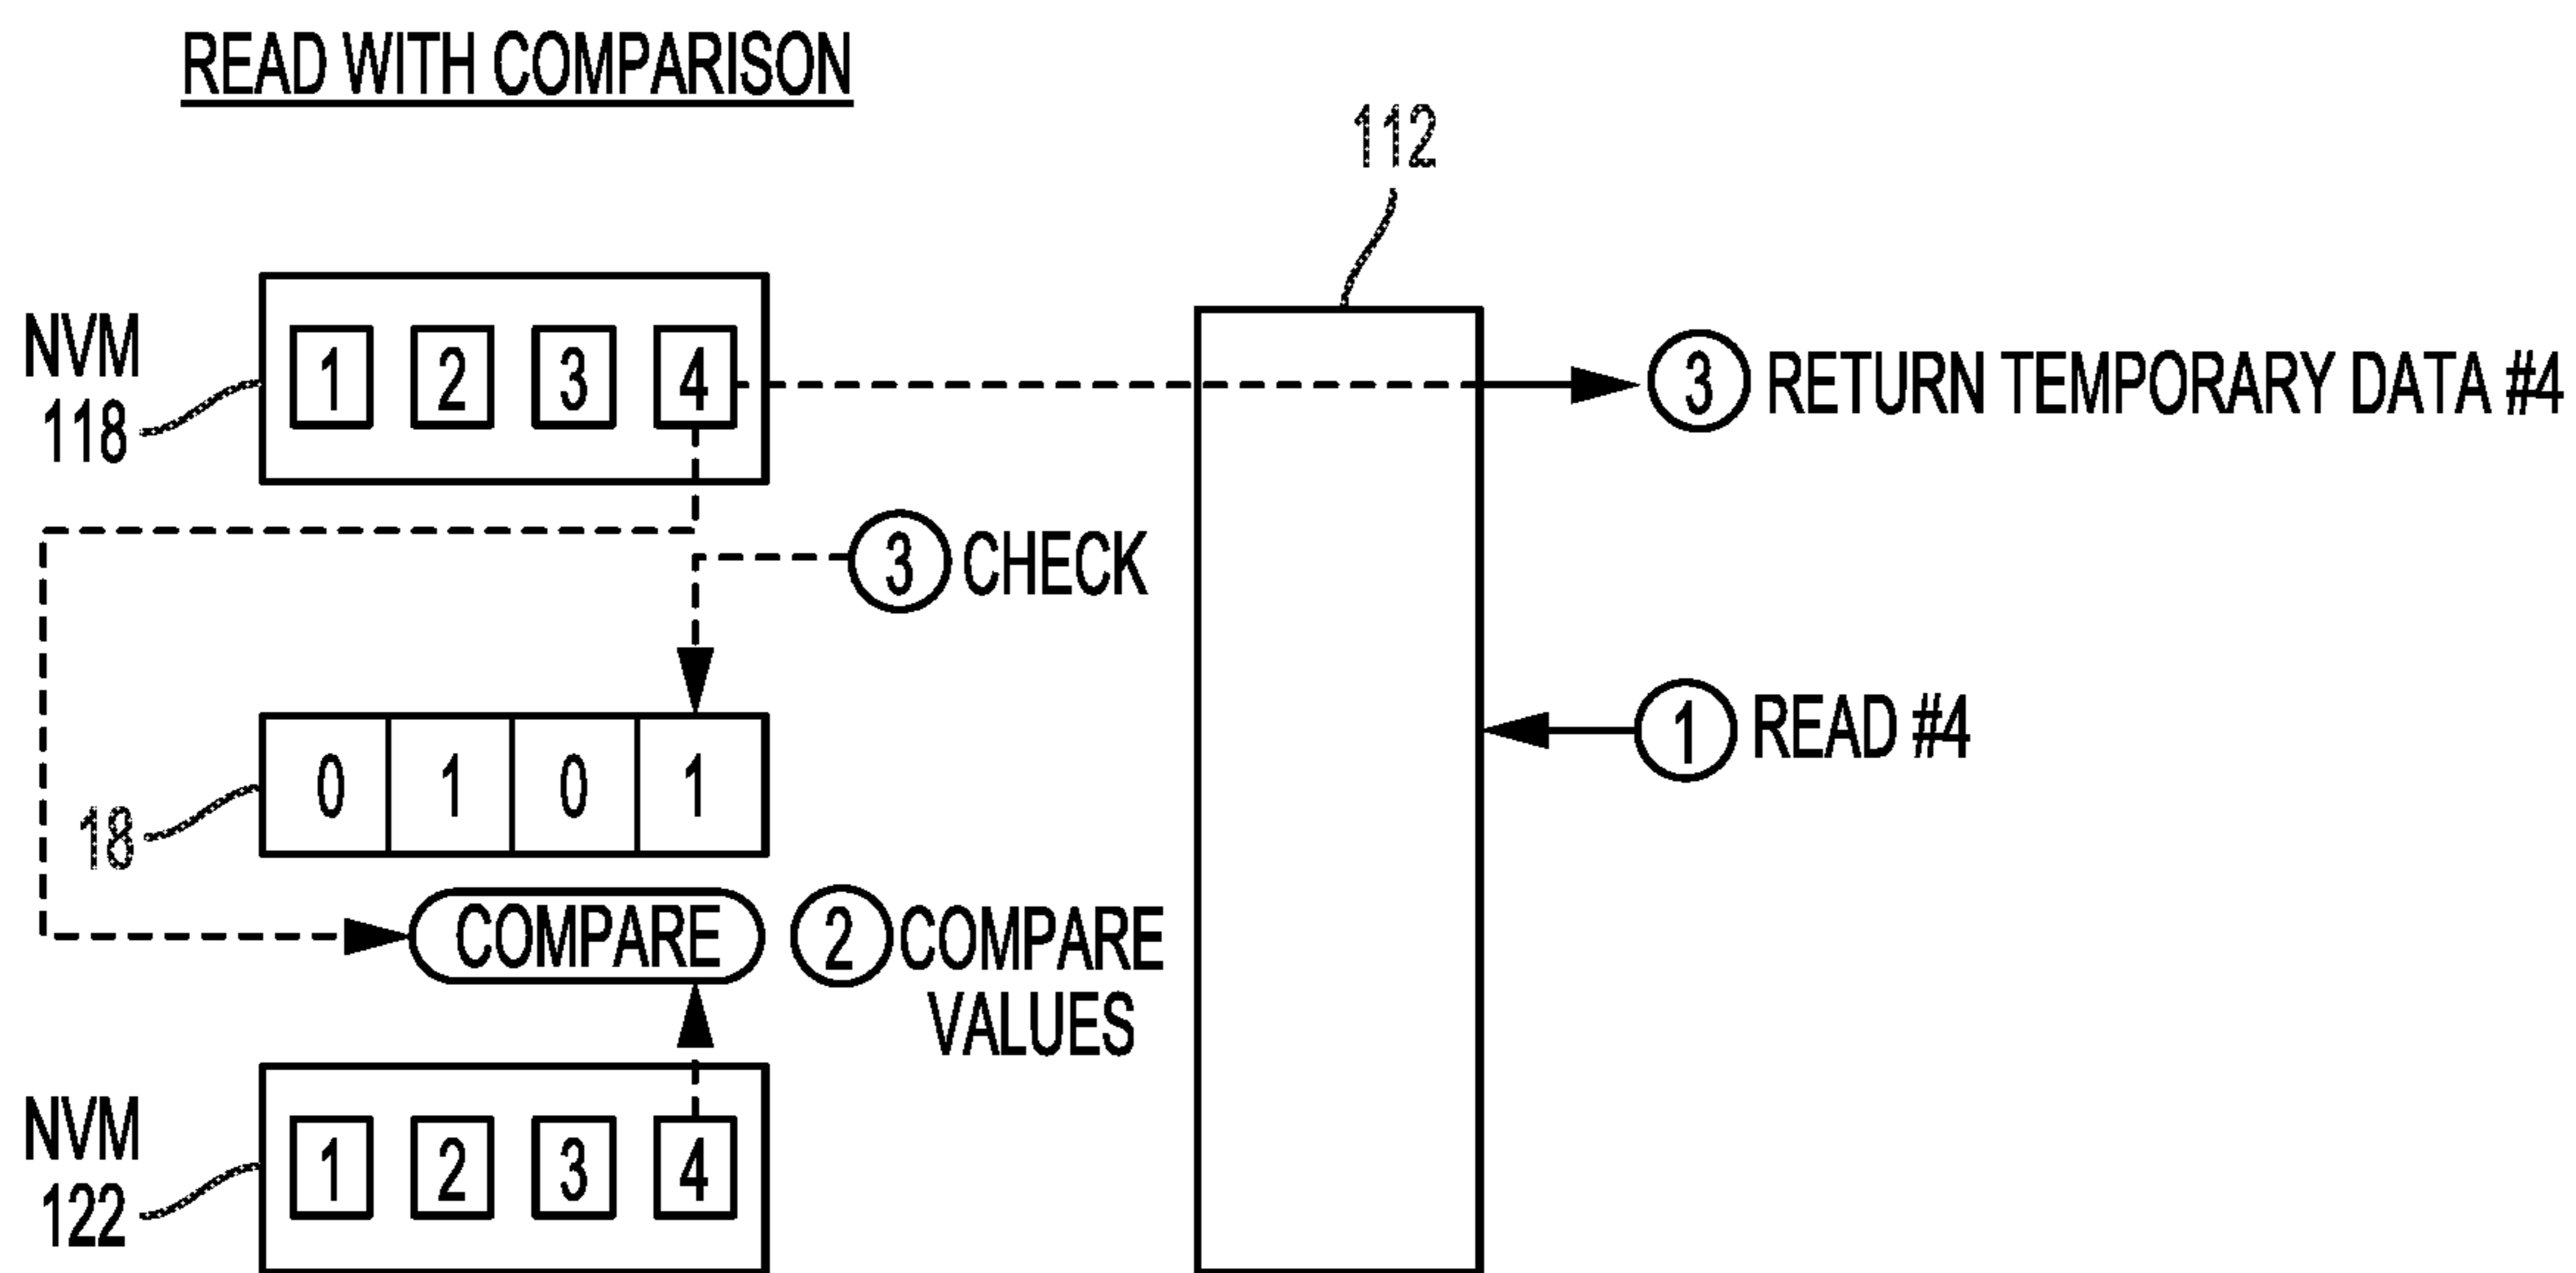 READ WITH COMPARISON
112
NVM
118
1 2 3 4
3 RETURN TEMPORARY DATA #4
3 CHECK
1 READ #4
18
0 1 0 1
COMPARE
2 COMPARE
VALUES
NVM
122
1 2 3 4